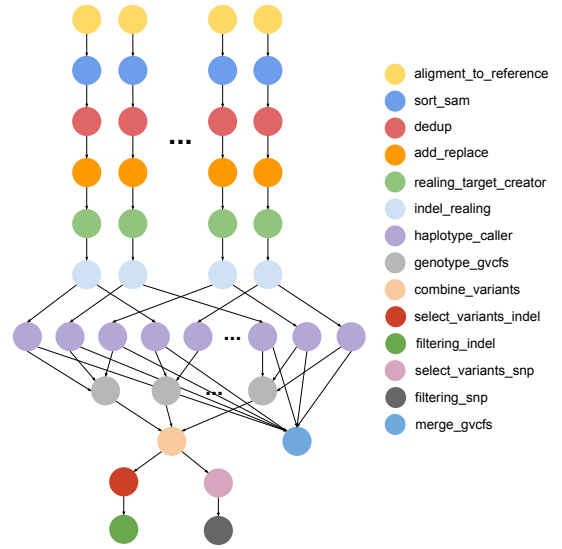 ...
aligment_to_reference
sort_sam
dedup
add_replace
realing_target_creator
indel_realing
haplotype_caller
genotype_gvcfs
combine_variants
select_variants_indel
filtering_indel
select_variants_snp
filtering_snp
merge_gvcfs
...
...